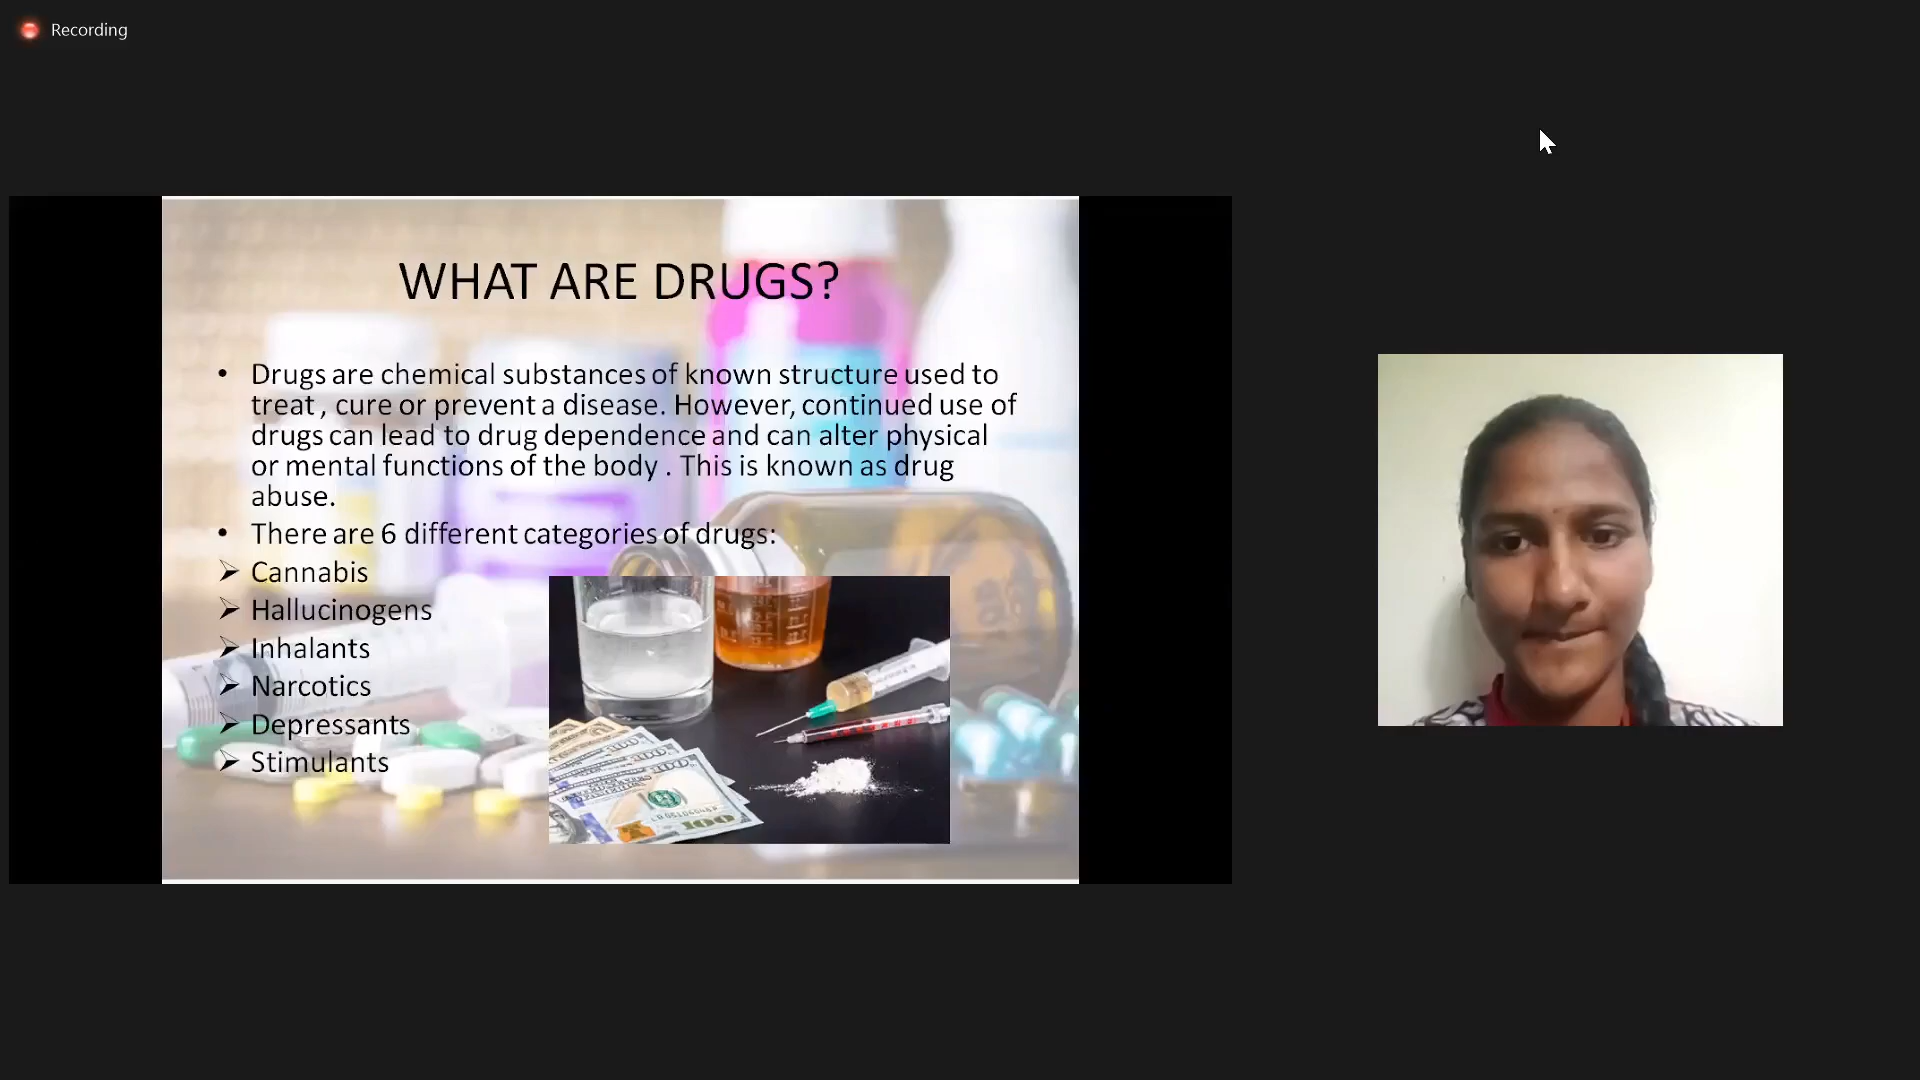 Recording
WHAT ARE DRUGS?
• Drugs are chemical substances of known structure used to
treat , cure or prevent a disease. However, continued use of
drugs can lead to drug dependence and can alter physical
or mental functions of the body . This is known as drug
abuse.
• There are 6 different categories of drugs:
➢ Cannabis
➢ Hallucinogens
➢ Inhalants
➢ Narcotics
➢ Depressants
➢ Stimulants
100